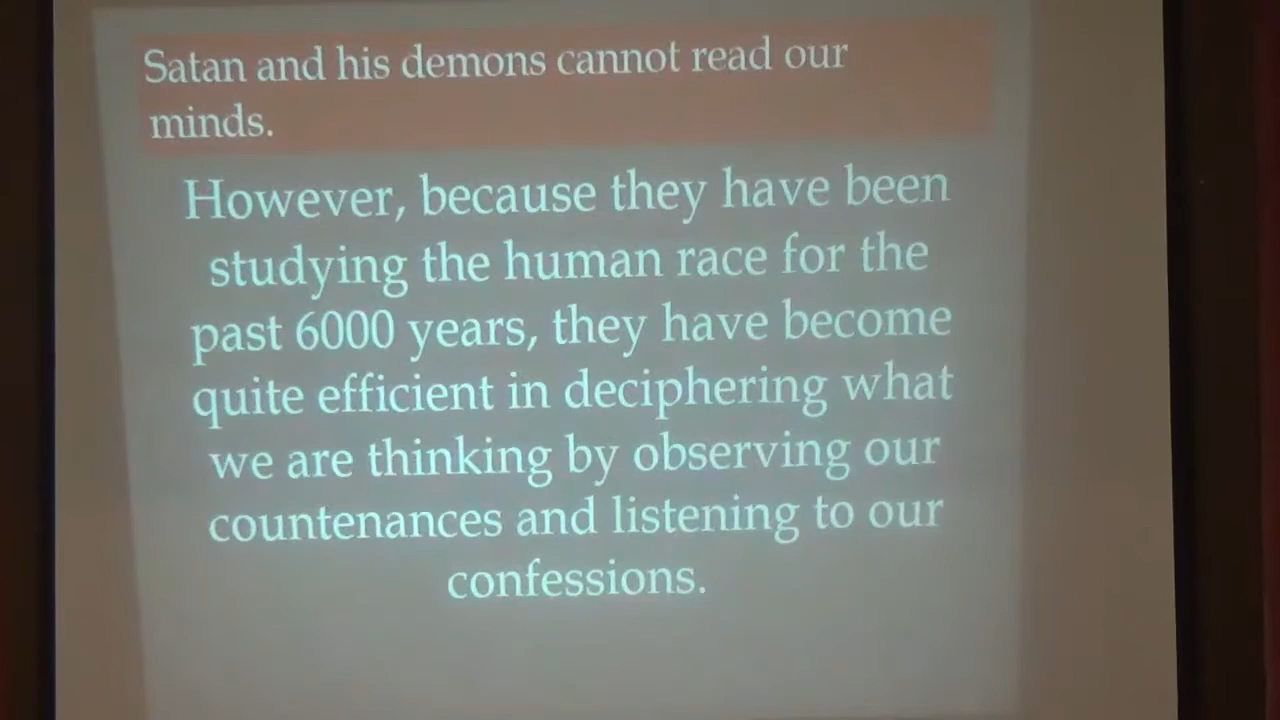 Satan and his demons cannot read our
minds.
However, because they have been
studying the human race for the
past 6000 years, they have become
quite efficient in deciphering what
we are thinking by observing our
countenances and listening to our
confessions.